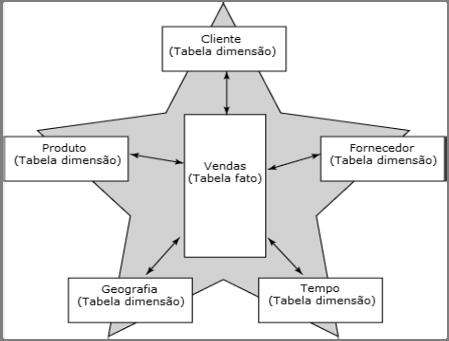 Cliente
(Tabela dimensão)
Produto
(Tabela dimensão)
Vendas
(Tabela fato)
Fornecedor
(Tabela dimensão)
Geografia
(Tabela dimensão)
Tempo
(Tabela dimensão)